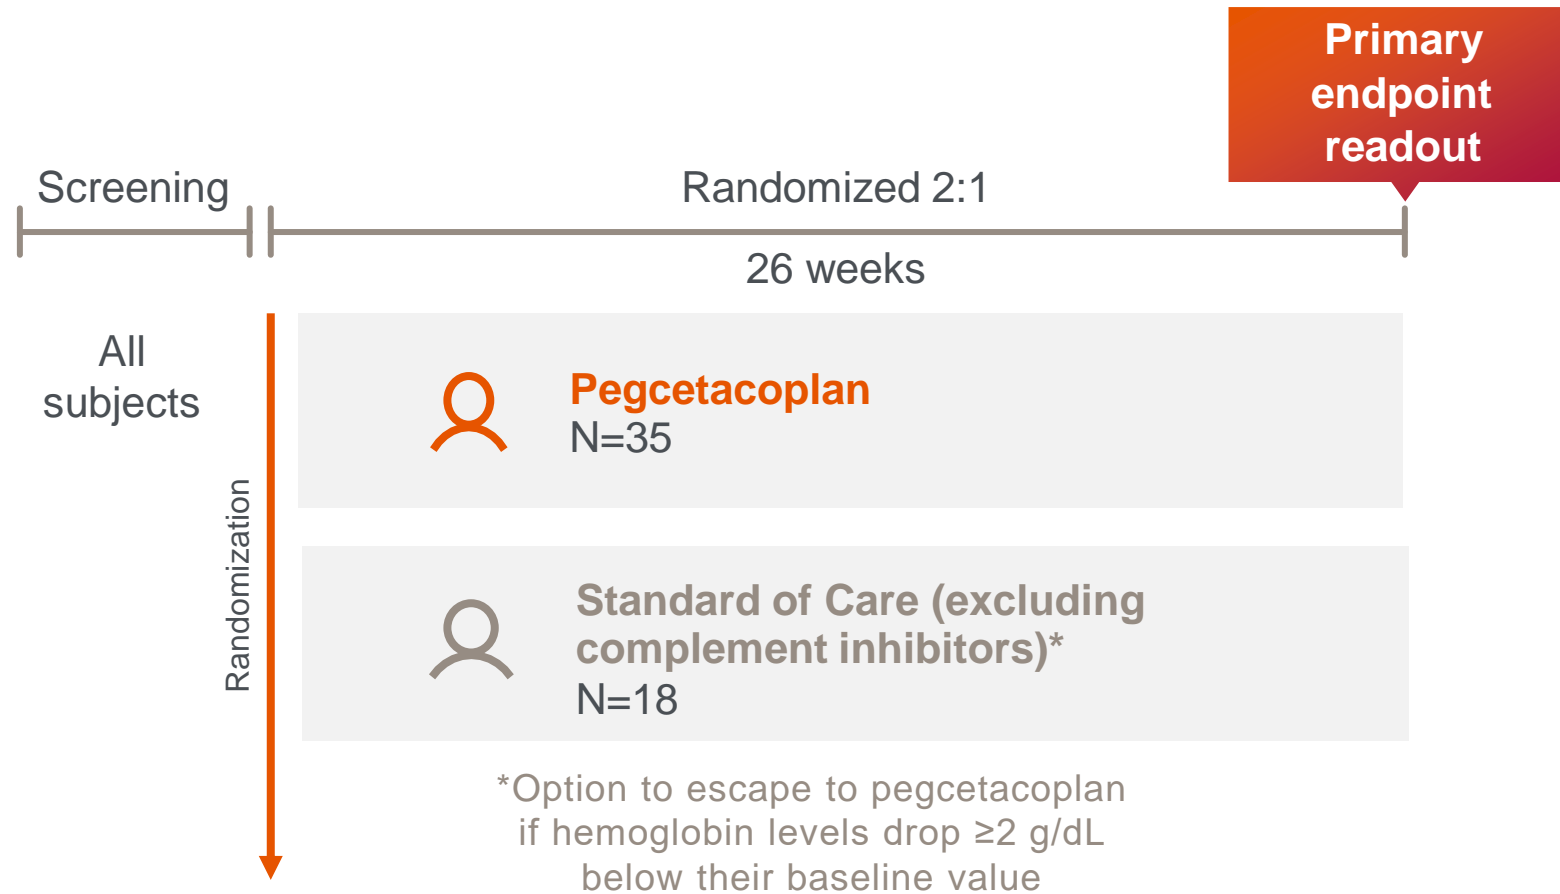 Primary
endpoint
readout
Screening
Randomized 2:1
26 weeks
All
subjects
Randomization
Pegcetacoplan
N=35
Standard of Care (excluding
complement inhibitors)*
N=18
*Option to escape to pegcetacoplan
if hemoglobin levels drop ≥2 g/dL
below their baseline value